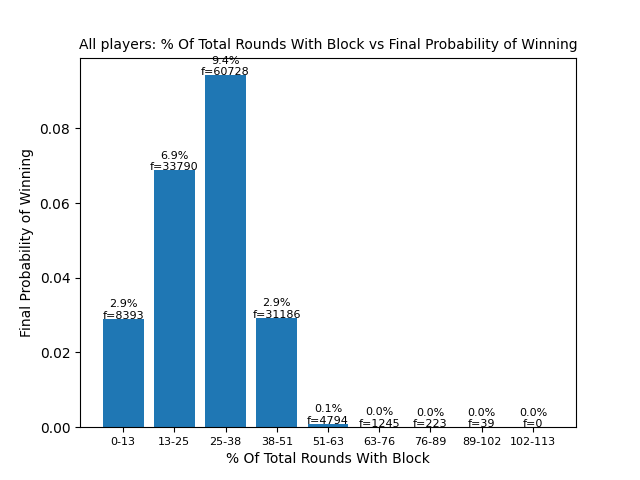 All players: % Of Total Rounds With Block vs Final Probability of Winning
Final Probability of Winning
0.08
0.06
0.04
0.02
0.00
2.9%
f=8393
6.9%
f=33790
9.4%
f=60728
2.9%
f=31186
0.1%
f=4794
0.0%
f=1245
0.0%
f=223
0.0%
f=39
0.0%
f=0
0-13 13-25 25-38 38-51 51-63 63-76 76-89 89-102 102-113
% Of Total Rounds With Block